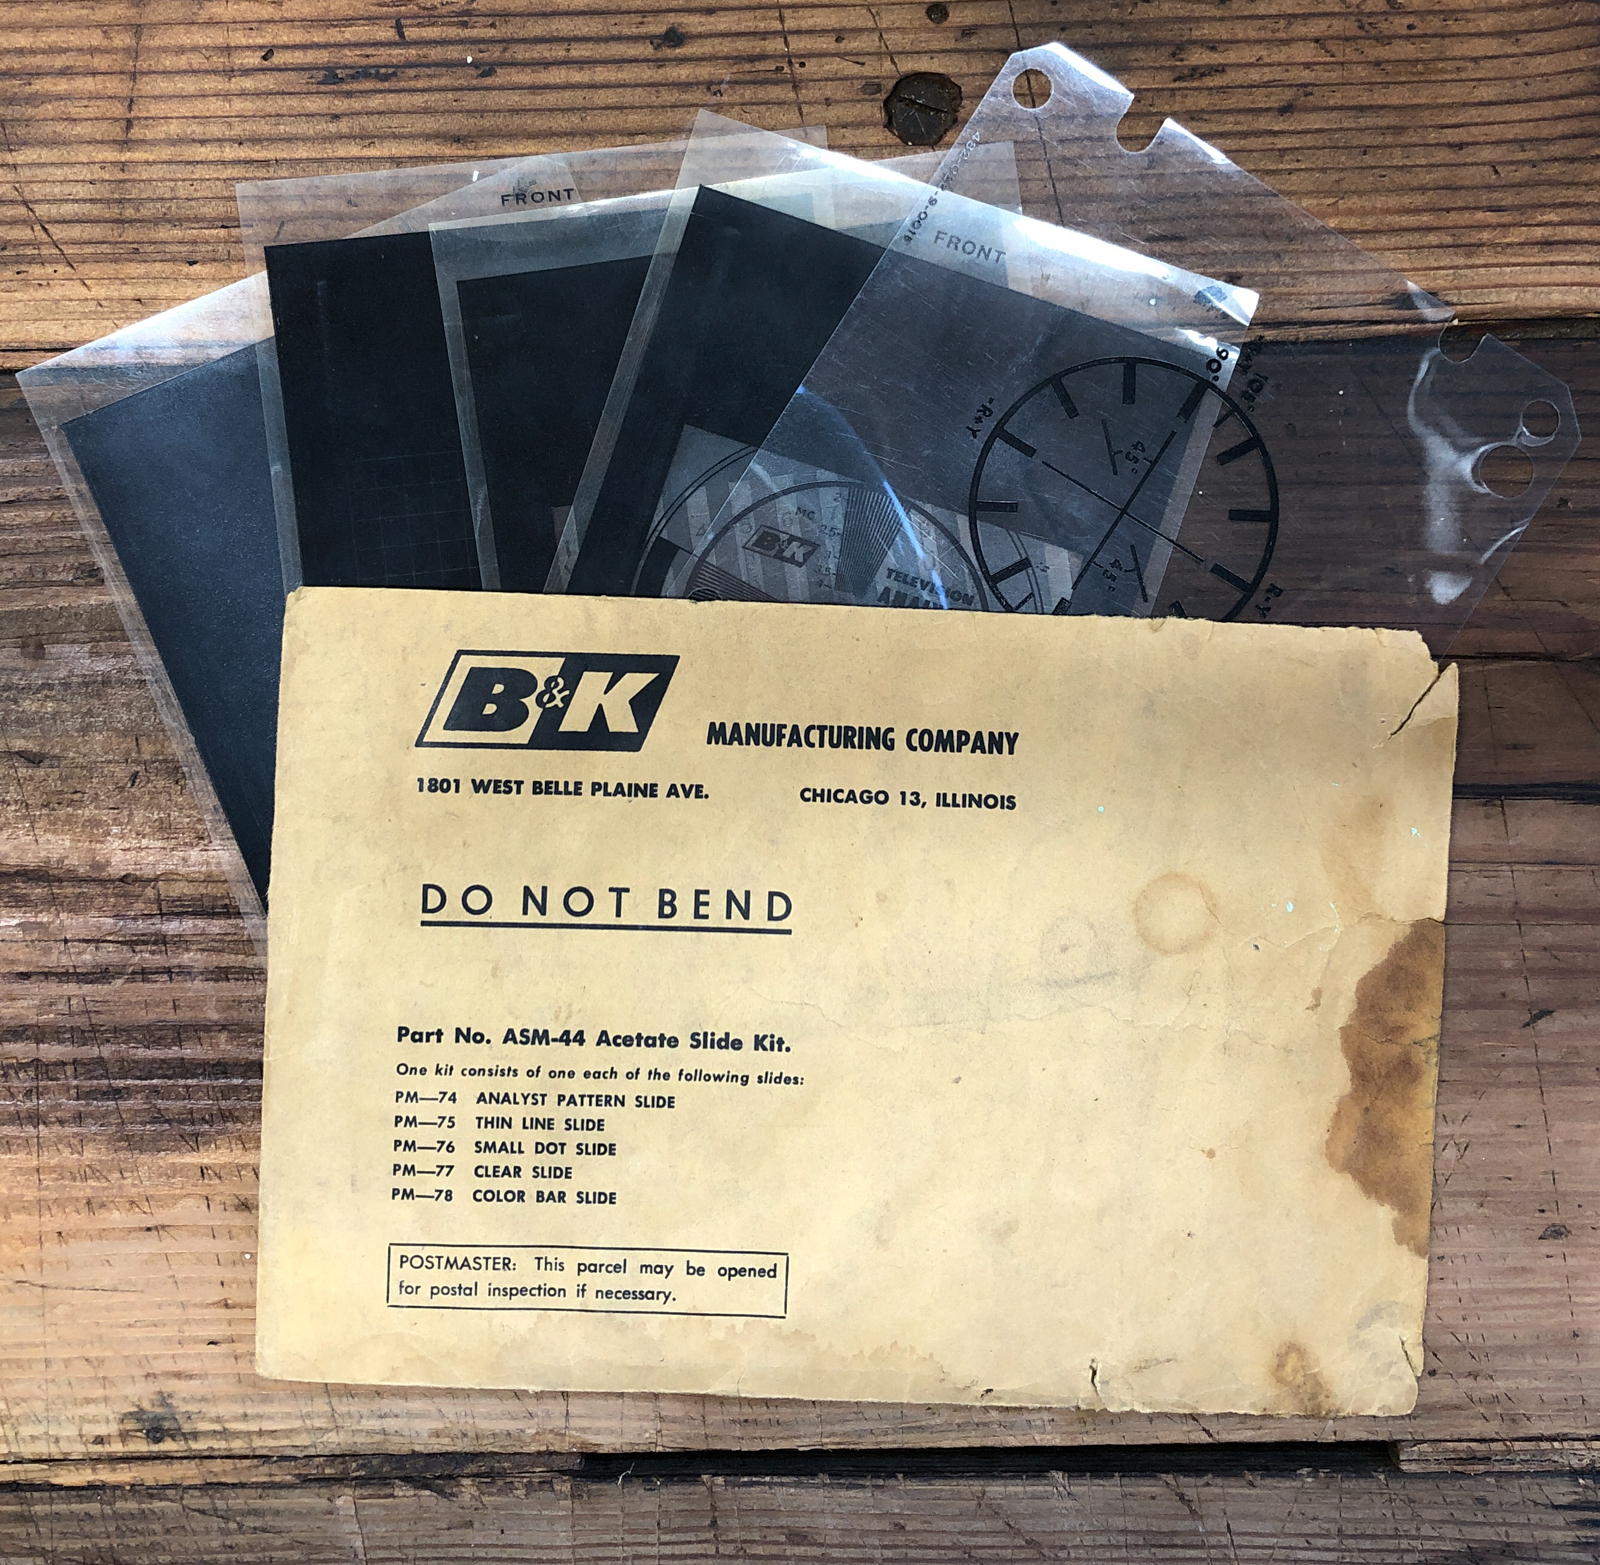 FRONT
FRONT
90°
105°
"R-Y
45°
45°
R-Y
MC
B&K
TELEVISION
B&K
MANUFACTURING COMPANY
1801 WEST BELLE PLAINE AVE. CHICAGO 13, ILLINOIS
DO NOT BEND
Part No. ASM-44 Acetate Slide Kit.
One kit consists of one each of the following slides:
PM—74 ANALYST PATTERN SLIDE
PM—75 THIN LINE SLIDE
PM—76 SMALL DOT SLIDE
PM—77 CLEAR SLIDE
PM—78 COLOR BAR SLIDE
POSTMASTER: This parcel may be opened
for postal inspection if necessary.